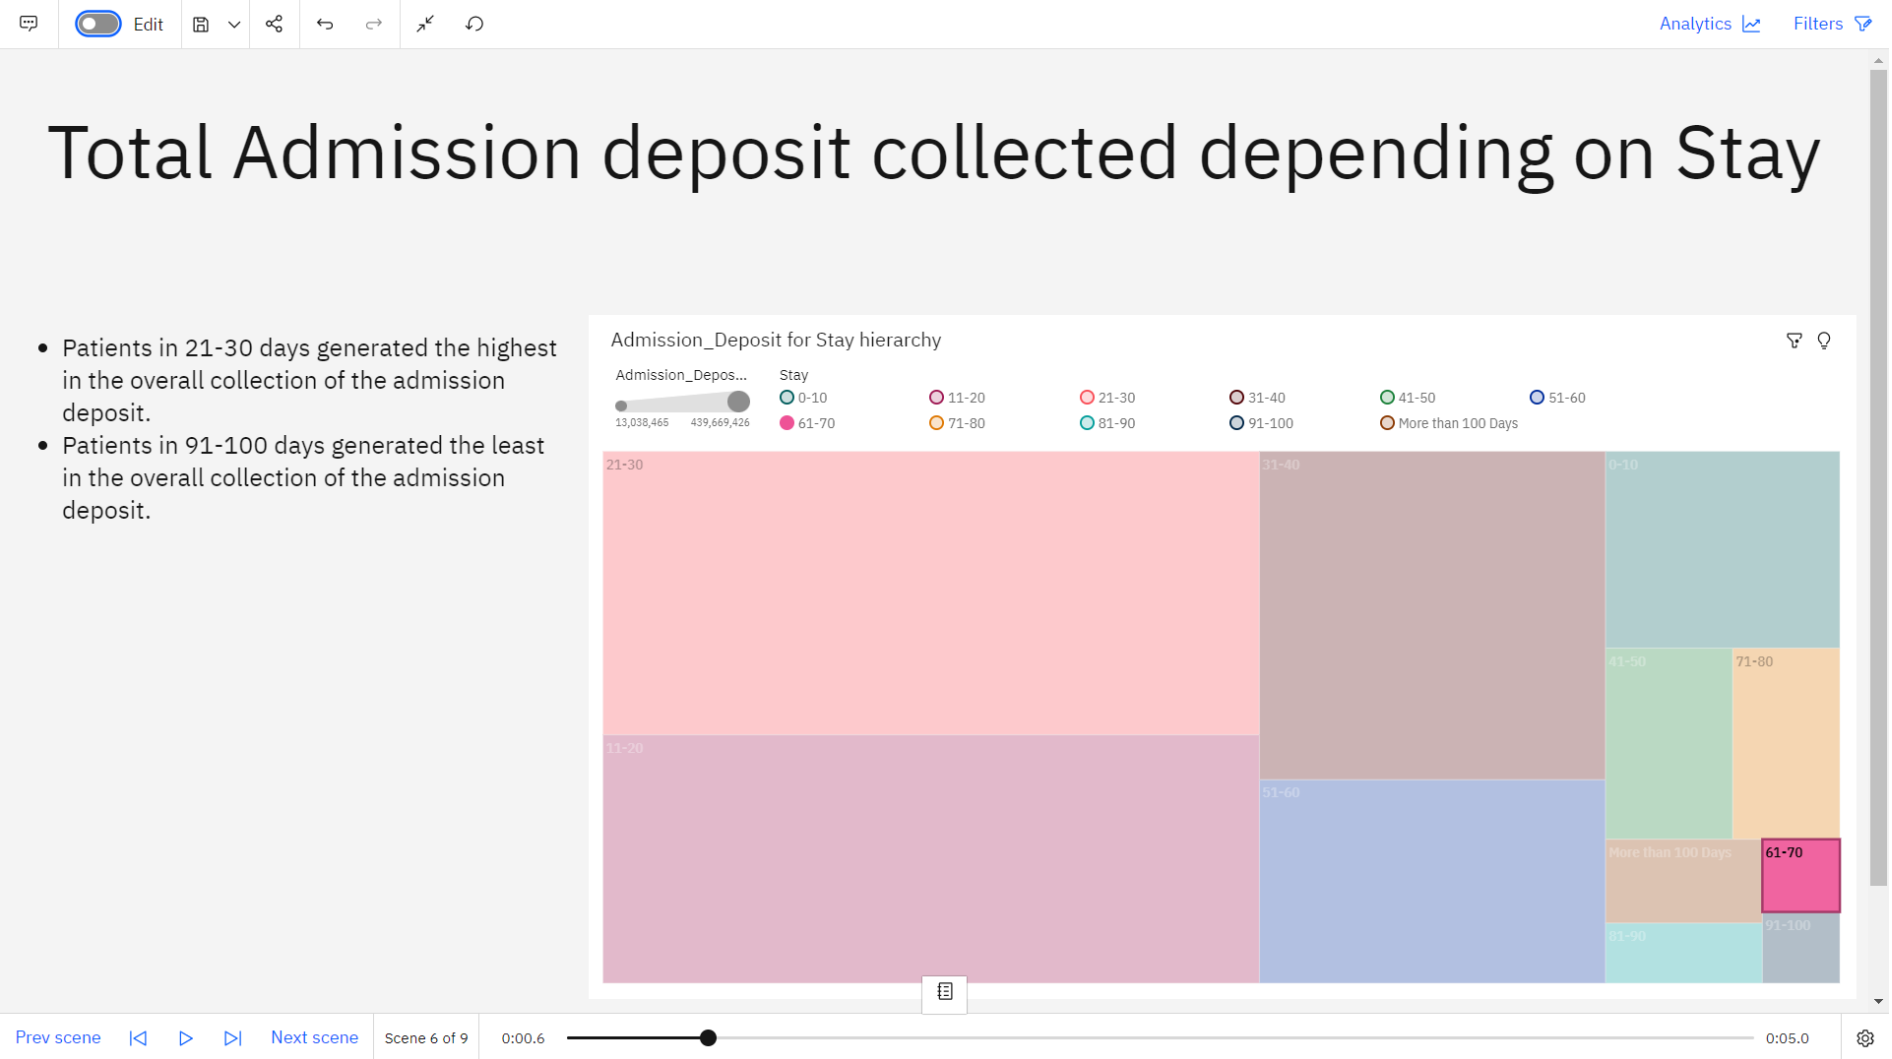 Edit
Analytics
Filters
Total Admission deposit collected depending on Stay
Patients in 21-30 days generated the highest
in the overall collection of the admission
deposit.
Patients in 91-100 days generated the least
in the overall collection of the admission
deposit.
Admission_Deposit for Stay hierarchy
Admission_Depos...
13,038,465 439,669,426
Stay
0-10 11-20 21-30 31-40 41-50 51-60
61-70 71-80 81-90 91-100 More than 100 Days
21-30
31-40
0-10
41-50
71-80
11-20
51-60
More than 100 Days
61-70
91-100
81-90
Prev scene
Next scene
Scene 6 of 9
0:00.6
0:05.0